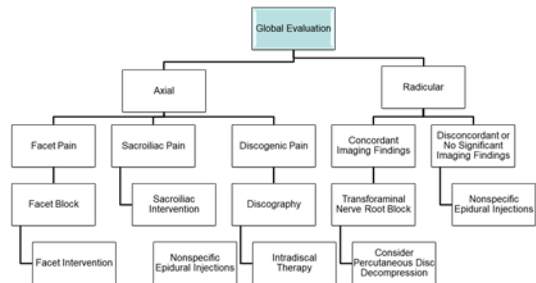 Global Evaluation
Axial
Radicular
Facet Pain
Sacroiliac Pain
Discogenic Pain
Concordant
Imaging Findings
Disconcordant or
No Significant
Imaging Findings
Facet Block
Sacroiliac
Intervention
Discography
Transforaminal
Nerve Root Block
Nonspecific
Epidural Injections
Facet Intervention
Nonspecific
Epidural Injections
Intradiscal
Therapy
Consider
Percutaneous Disc
Decompression